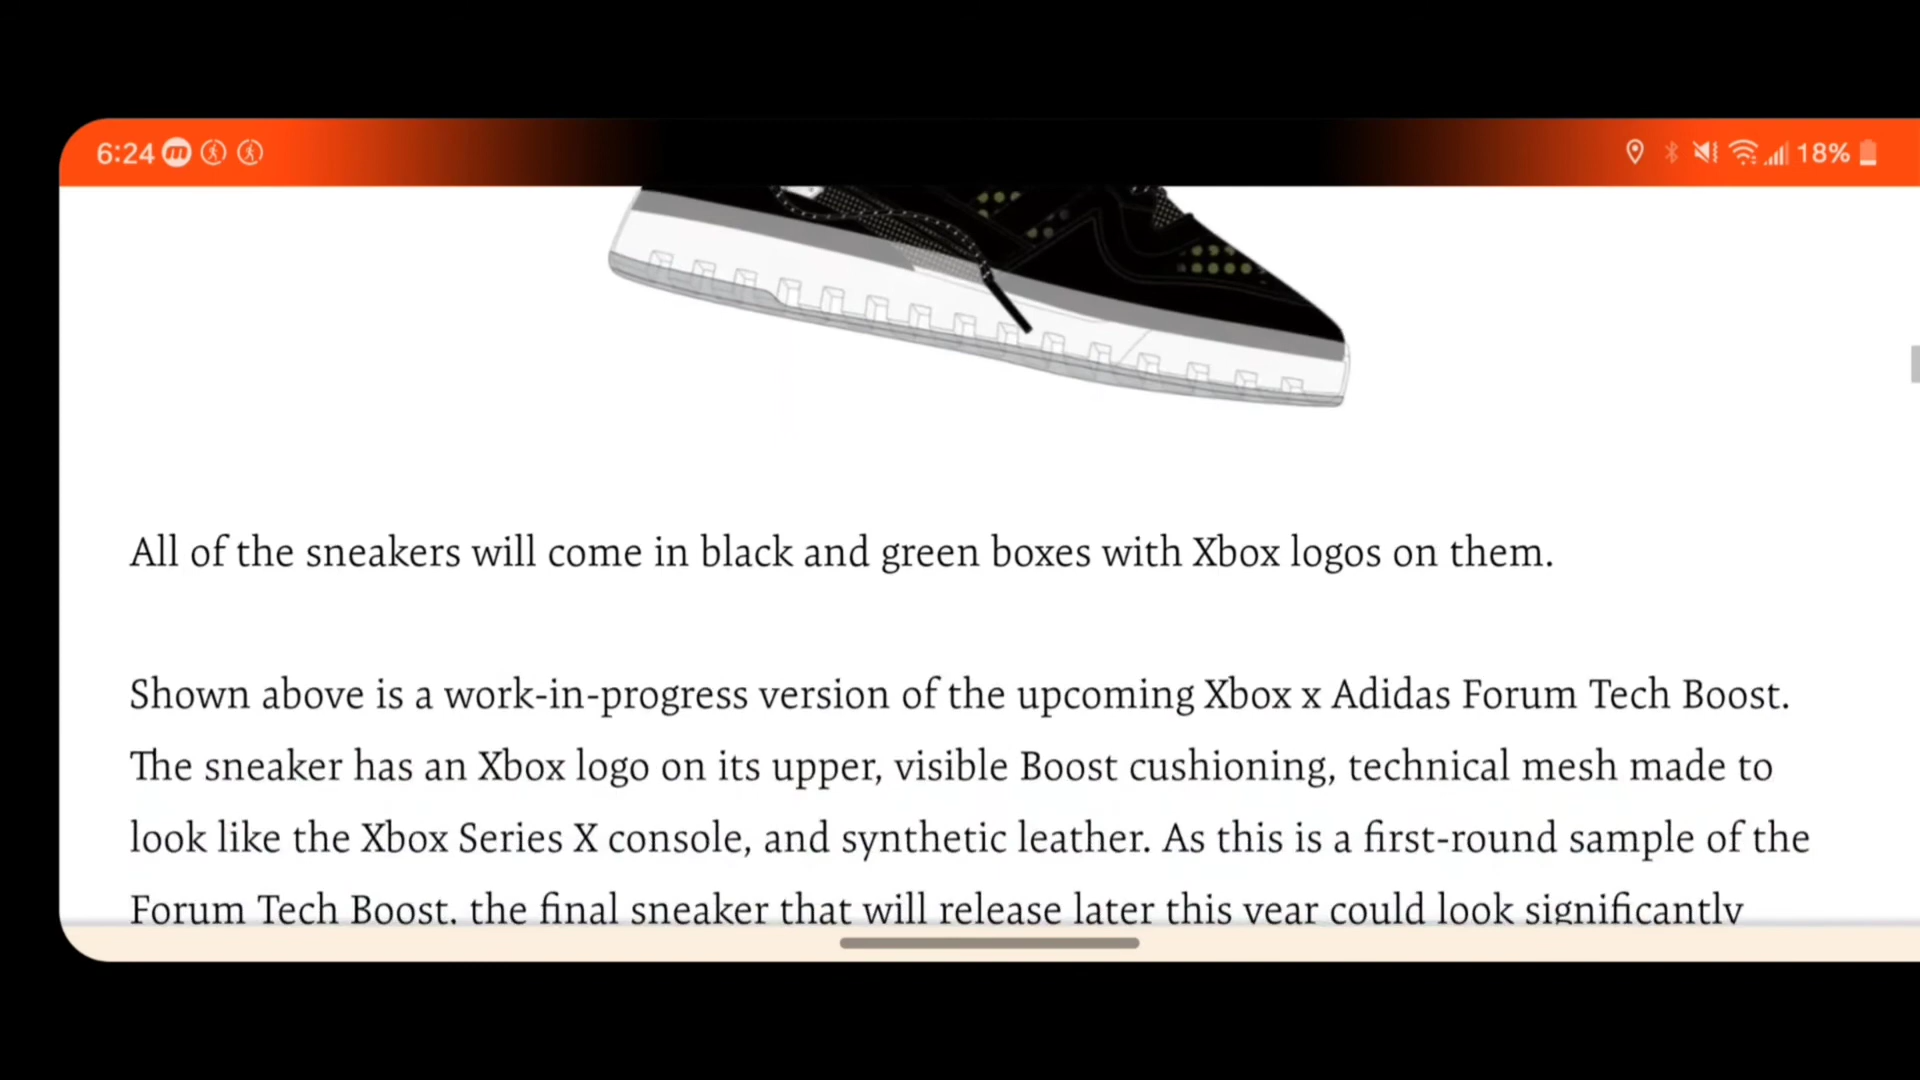 6:24
18%
All of the sneakers will come in black and green boxes with Xbox logos on them.
Shown above is a work-in-progress version of the upcoming Xbox x Adidas Forum Tech Boost.
The sneaker has an Xbox logo on its upper, visible Boost cushioning, technical mesh made to
look like the Xbox Series X console, and synthetic leather. As this is a first-round sample of the
Forum Tech Boost, the final sneaker that will release later this year could look significantly